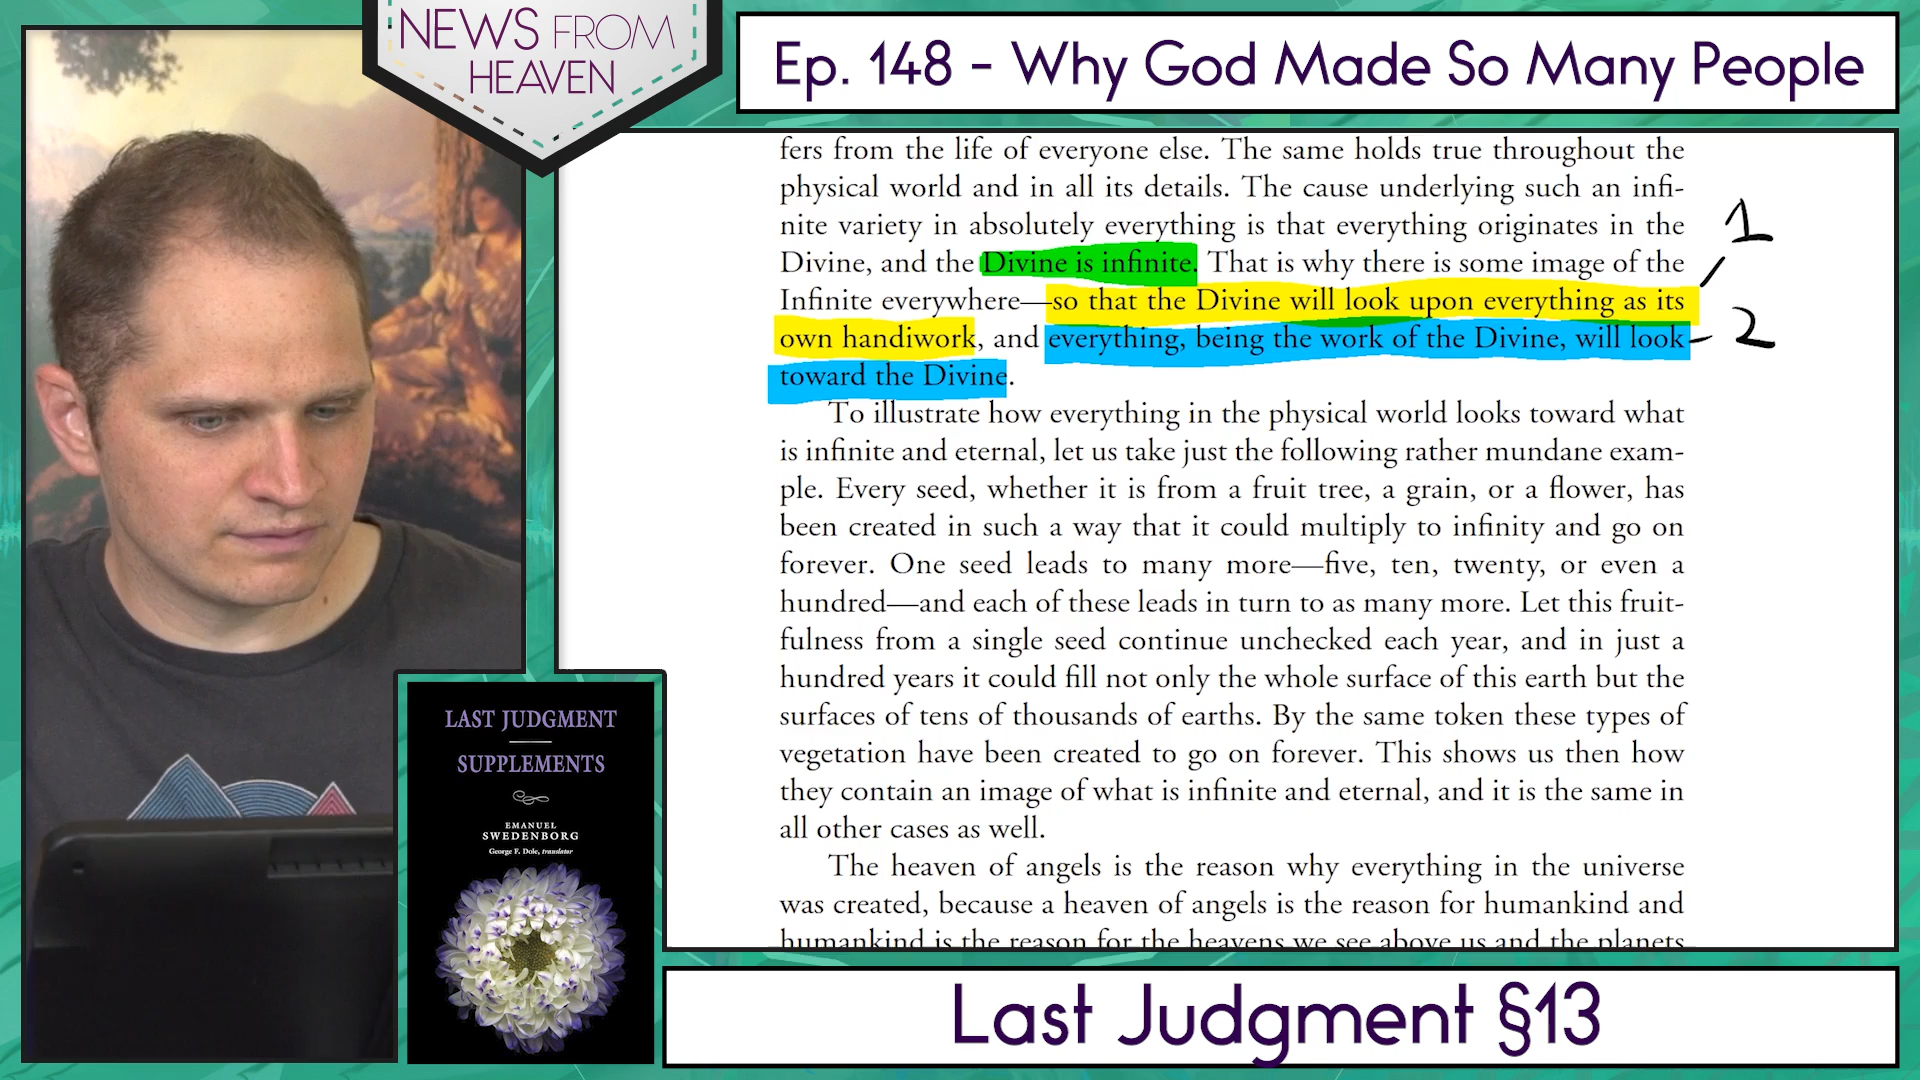 NEWS FROM
HEAVEN
Ep. 148 - Why God Made So Many People
fers from the life of everyone else. The same holds true throughout the
physical world and in all its details. The cause underlying such an infi-
nite variety in absolutely everything is that everything originates in the
Divine, and the Divine is infinite. That is why there is some image of the
Infinite everywhere—so that the Divine will look upon everything as its
own handiwork, and everything, being the work of the Divine, will look
toward the Divine.
1
2
To illustrate how everything in the physical world looks toward what
is infinite and eternal, let us take just the following rather mundane exam-
ple. Every seed, whether it is from a fruit tree, a grain, or a flower, has
been created in such a way that it could multiply to infinity and go on
forever. One seed leads to many more—five, ten, twenty, or even a
hundred—and each of these leads in turn to as many more. Let this fruit-
fulness from a single seed continue unchecked each year, and in just a
hundred years it could fill not only the whole surface of this earth but the
surfaces of tens of thousands of earths. By the same token these types of
vegetation have been created to go on forever. This shows us then how
they contain an image of what is infinite and eternal, and it is the same in
all other cases as well.
The heaven of angels is the reason why everything in the universe
was created, because a heaven of angels is the reason for humankind and
humankind is the reason for the heavens we see above us and the planets
LAST JUDGMENT
SUPPLEMENTS
EMANUEL
SWEDENBORG
George F. Dole, translator
Last Judgment §13